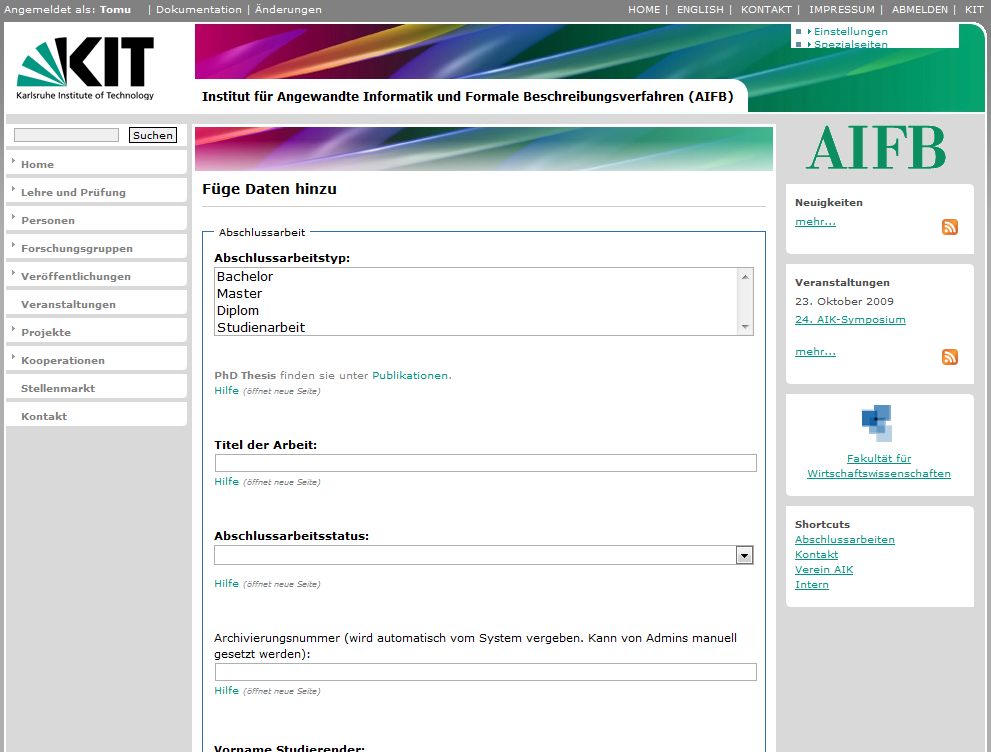 Angemeldet als: Tomu | Dokumentation | Änderungen
HOME | ENGLISH | KONTAKT | IMPRESSUM | ABMELDEN | KIT
KIT
Karlsruhe Institute of Technology
Einstellungen
Spezialseiten
Institut für Angewandte Informatik und Formale Beschreibungsverfahren (AIFB)
Suchen
Home
Lehre und Prüfung
Personen
Forschungsgruppen
Veröffentlichungen
Veranstaltungen
Projekte
Kooperationen
Stellenmarkt
Kontakt
Füge Daten hinzu
Abschlussarbeit
Abschlussarbeitstyp:
Bachelor
Master
Diplom
Studienarbeit
PhD Thesis finden sie unter Publikationen.
Hilfe (öffnet neue Seite)
Titel der Arbeit:
Hilfe (öffnet neue Seite)
Abschlussarbeitsstatus:
Hilfe (öffnet neue Seite)
Archivierungsnummer (wird automatisch vom System vergeben. Kann von Admins manuell
gesetzt werden):
Hilfe (öffnet neue Seite)
Vorname Studierender:
AIFB
Neuigkeiten
mehr...
Veranstaltungen
23. Oktober 2009
24. AIK-Symposium
mehr...
Fakultät für
Wirtschaftswissenschaften
Shortcuts
Abschlussarbeiten
Kontakt
Verein AIK
Intern